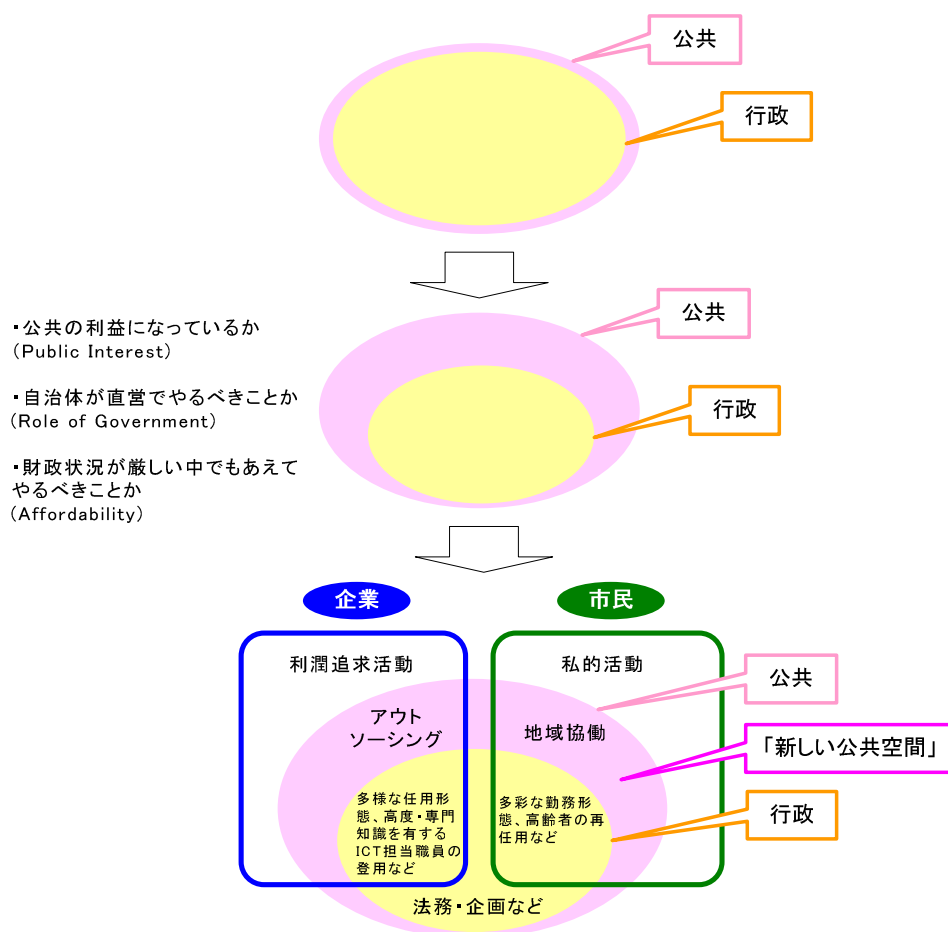 公共
行政
公共
・公共の利益になっているか
(Public Interest)
・自治体が直営でやるべきことか
(Role of Government)
・財政状況が厳しい中でもあえて
やるべきことか
(Affordability)
行政
企業
市民
利潤追求活動
私的活動
公共
アウト
ソーシング
地域協働
「新しい公共空間」
多様な任用形
態、高度・専門
知識を有する
ICT担当職員の
登用など
多彩な勤務形
態、高齢者の再
任用など
行政
法務・企画など